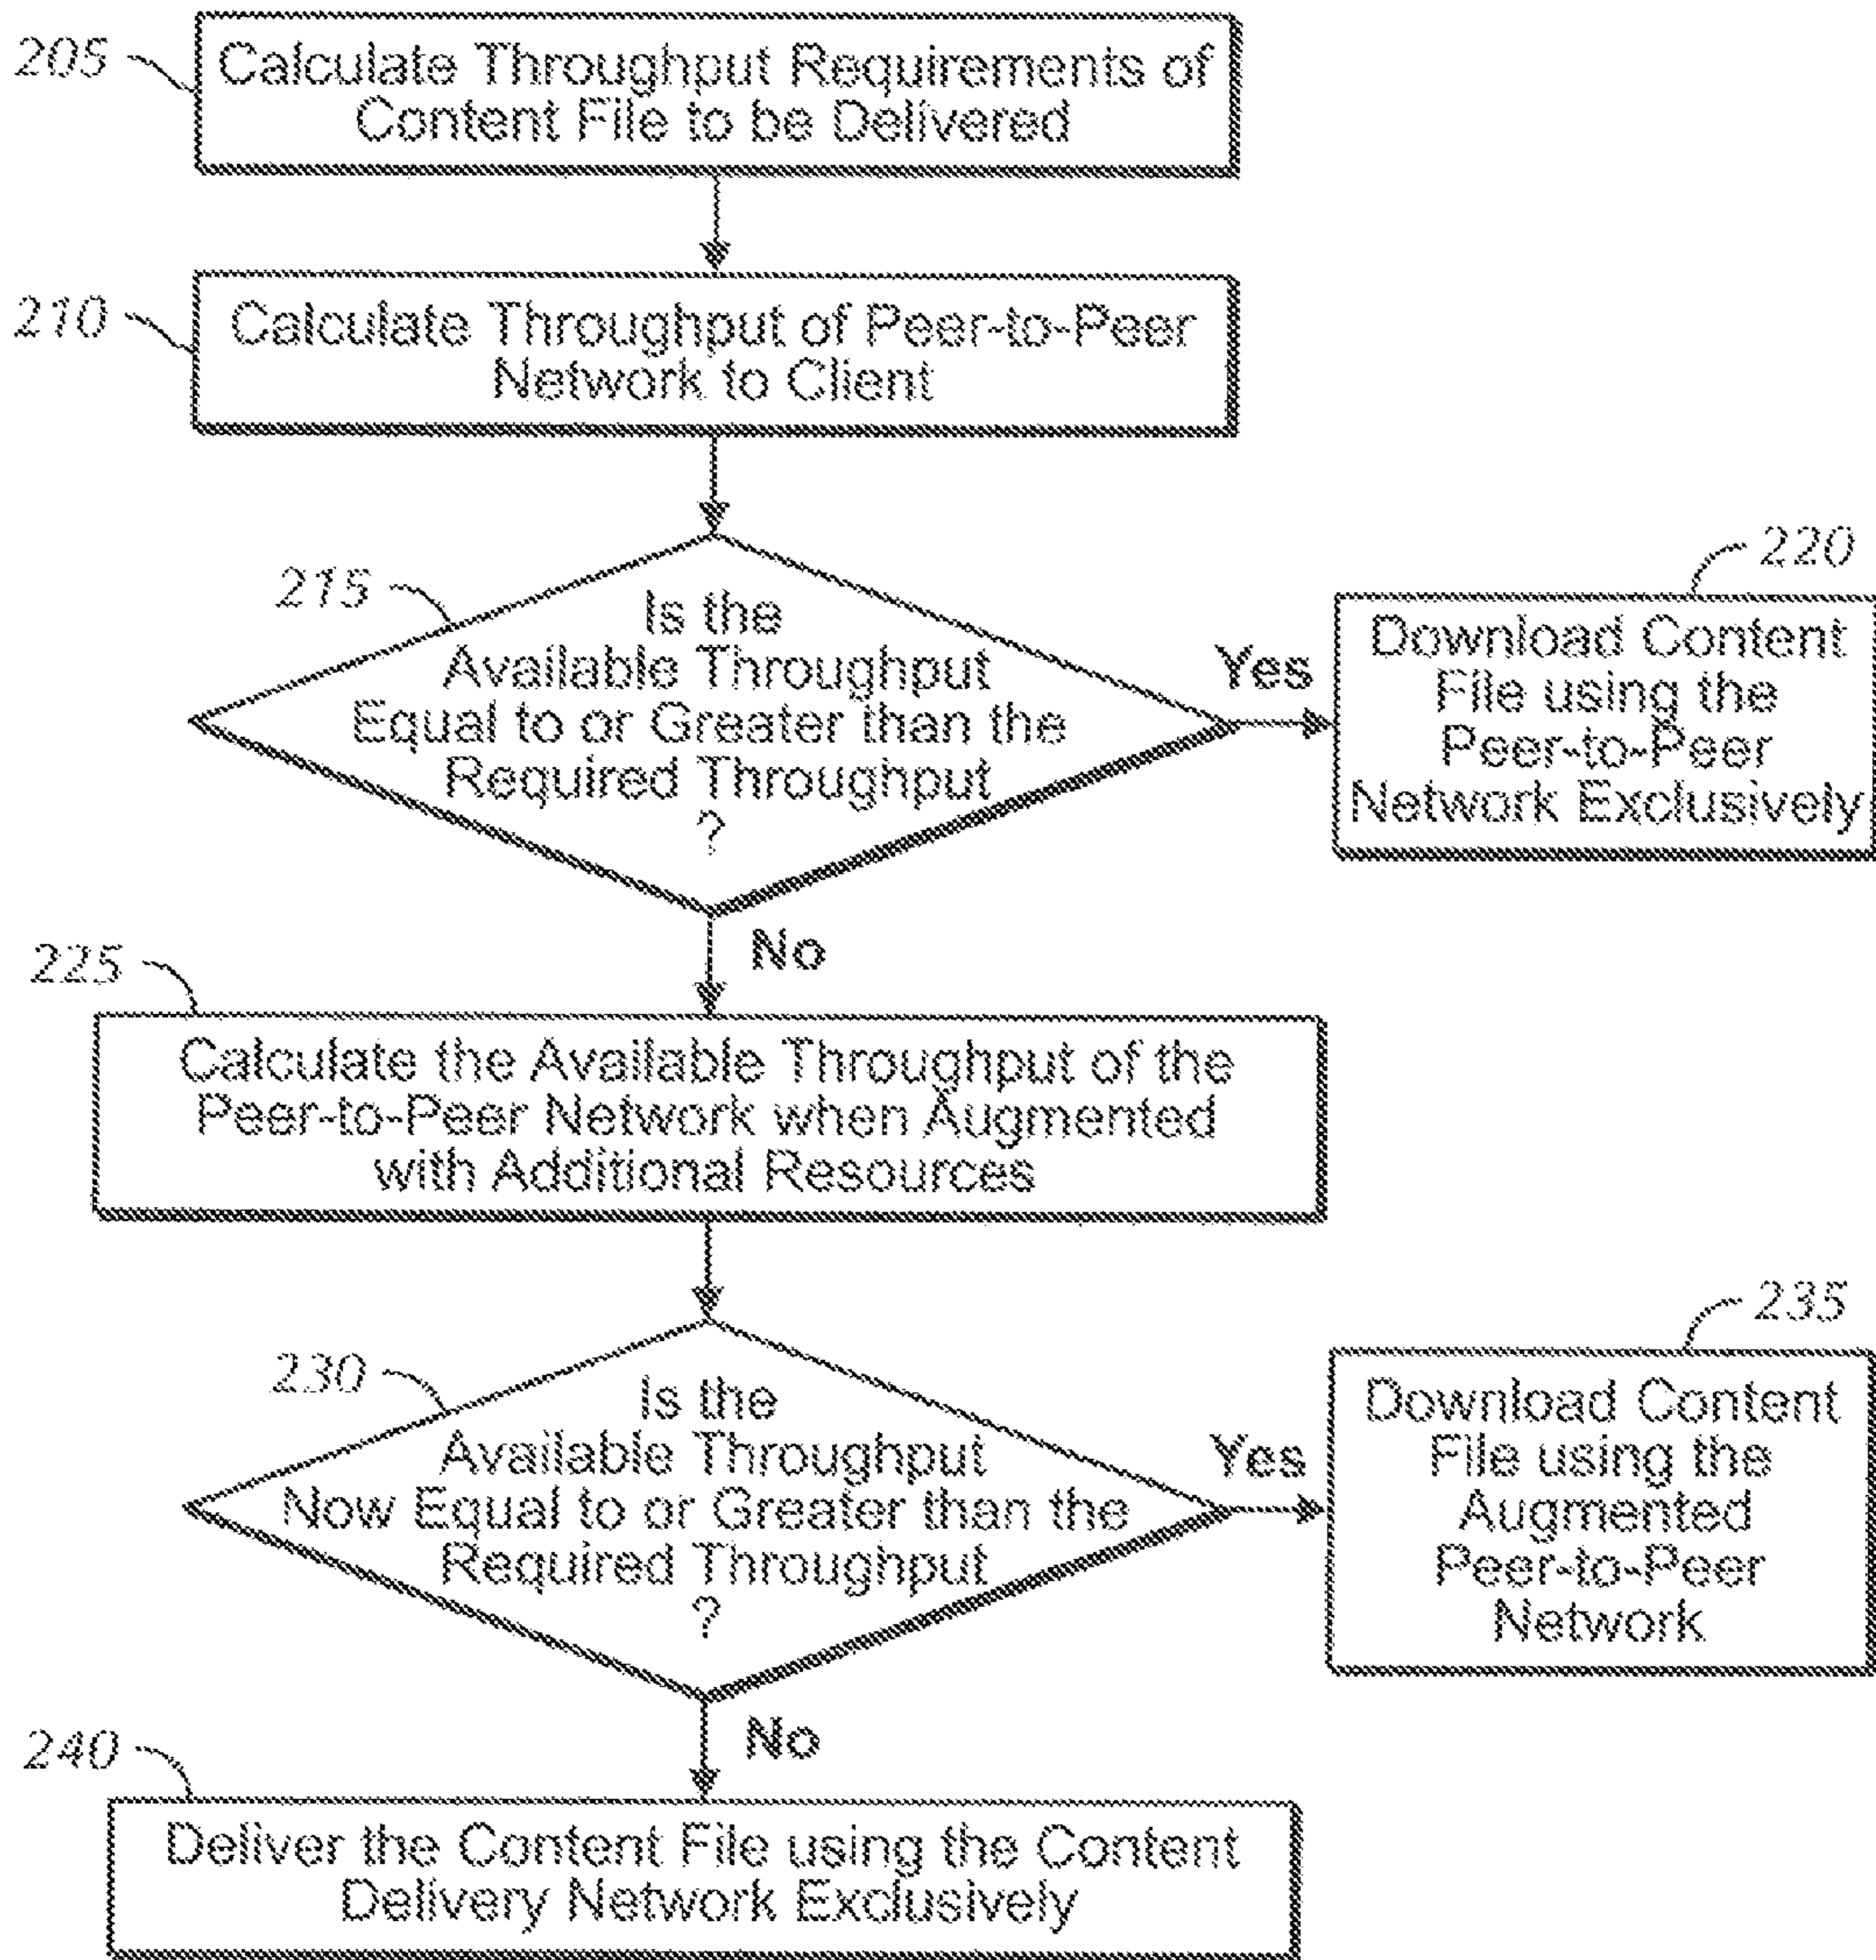 205
Calculate Throughput Requirements of
Content File to be Delivered
210
Calculate Throughput of Peer-to-Peer
Network to Client
215
Is the
Available Throughput
Equal to or Greater than the
Required Throughput
?
Yes
220
Download Content
File using the
Peer-to-Peer
Network Exclusively
No
225
Calculate the Available Throughput of the
Peer-to-Peer Network when Augmented
with Additional Resources
230
Is the
Available Throughput
Now Equal to or Greater than the
Required Throughput
?
Yes
235
Download Content
File using the
Augmented
Peer-to-Peer
Network
No
240
Deliver the Content File using the Content
Delivery Network Exclusively